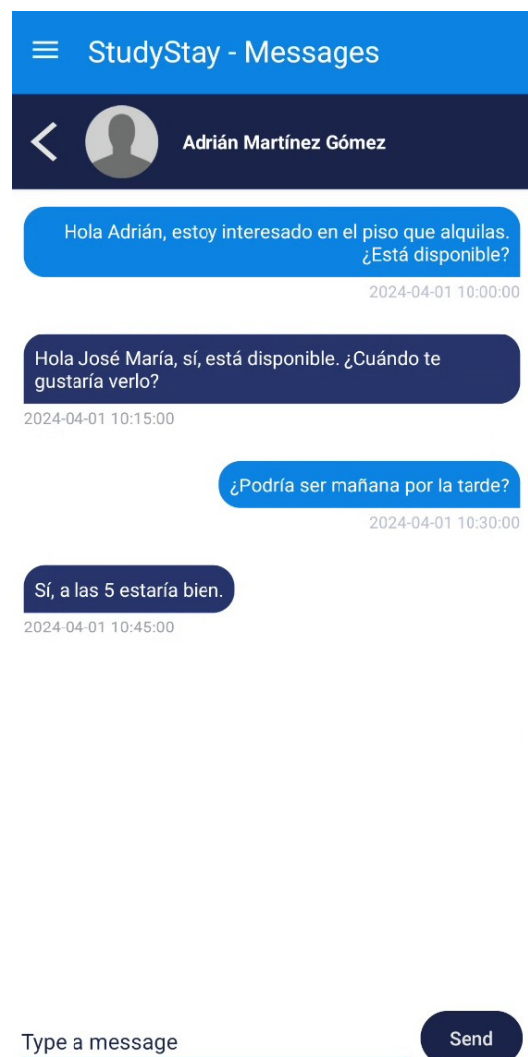 StudyStay - Messages
Adrián Martínez Gómez
Hola Adrián, estoy interesado en el piso que alquilas.
¿Está disponible?
2024-04-01 10:00:00
Hola José María, sí, está disponible. ¿Cuándo te
gustaría verlo?
2024-04-01 10:15:00
¿Podría ser mañana por la tarde?
2024-04-01 10:30:00
Sí, a las 5 estaría bien.
2024-04-01 10:45:00
Type a message
Send